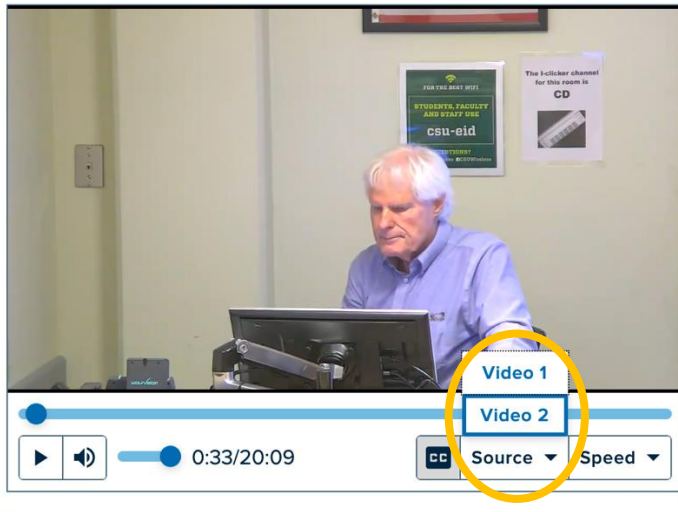 FOR THE BEST WIFI
STUDENTS, FACULTY
AND STAFF USE
csu-eid
The I-clicker channel
for this room is
CD
wolfvision
Video 1
Video 2
0:33/20:09
CC
Source
Speed